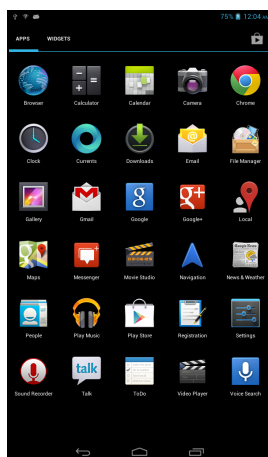 75% 12:04 AM
APPS WIDGETS
Browser Calculator Calendar Camera Chrome
Clock Currents Downloads Email File Manager
Gallery Gmail Google Google+ Local
Maps Messenger Movie Studio Navigation News & Weather
People Play Music Play Store Registration Settings
talk
Sound Recorder Talk ToDo Video Player Voice Search